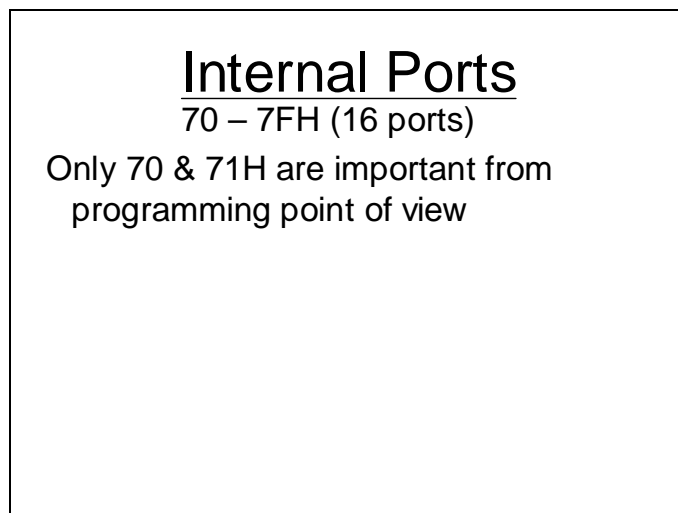 Internal Ports
70 – 7FH (16 ports)
Only 70 & 71H are important from
programming point of view